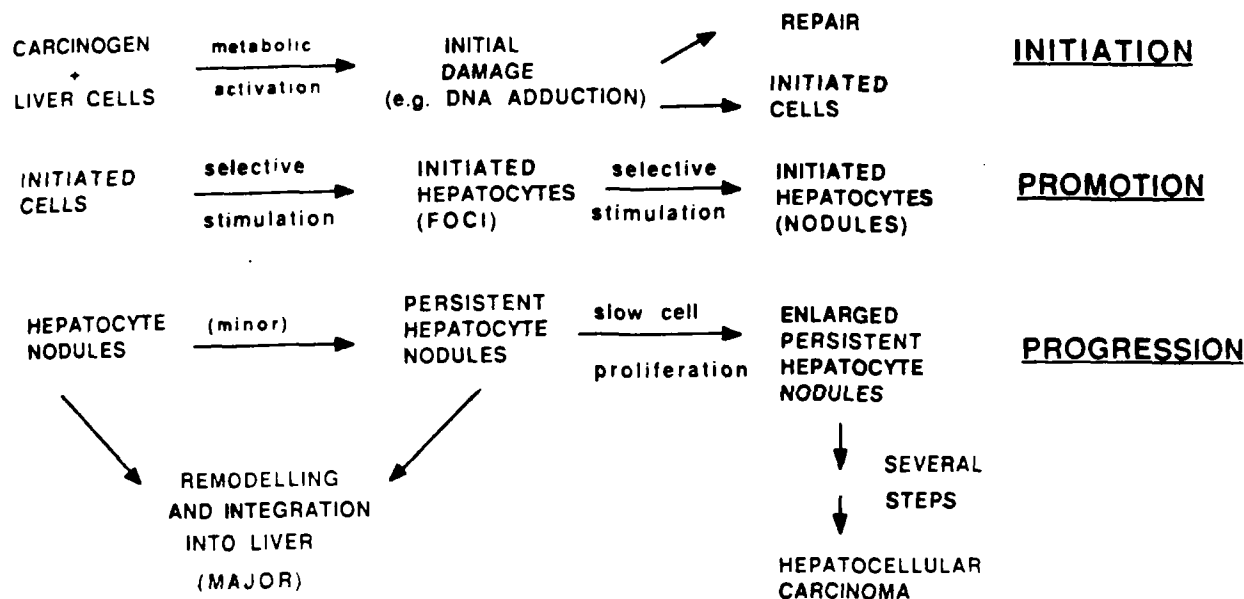 CARCINOGEN
+
LIVER CELLS
metabolic
activation
INITIAL
DAMAGE
(e.g. DNA ADDUCTION)
REPAIR
INITIATED
CELLS
INITIATION
INITIATED
CELLS
selective
stimulation
INITIATED
HEPATOCYTES
(FOCI)
selective
stimulation
INITIATED
HEPATOCYTES
(NODULES)
PROMOTION
HEPATOCYTE
NODULES
(minor)
PERSISTENT
HEPATOCYTE
NODULES
slow cell
proliferation
ENLARGED
PERSISTENT
HEPATOCYTE
NODULES
PROGRESSION
REMODELLING
AND INTEGRATION
INTO LIVER
(MAJOR)
SEVERAL
STEPS
HEPATOCELLULAR
CARCINOMA